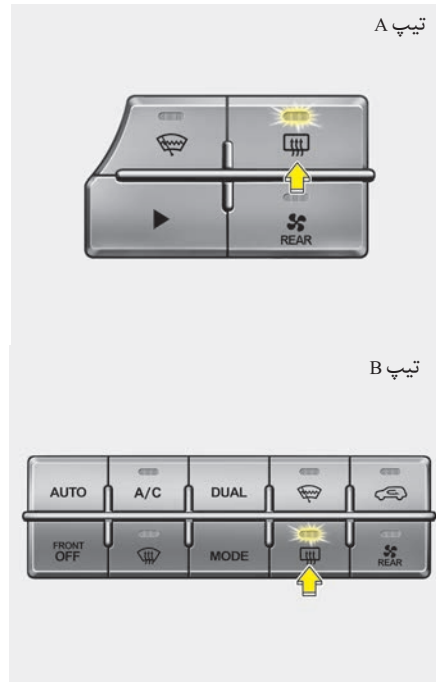 تیپ A
REAR
تیپ B
AUTO A/C DUAL
FRONT
OFF MODE REAR